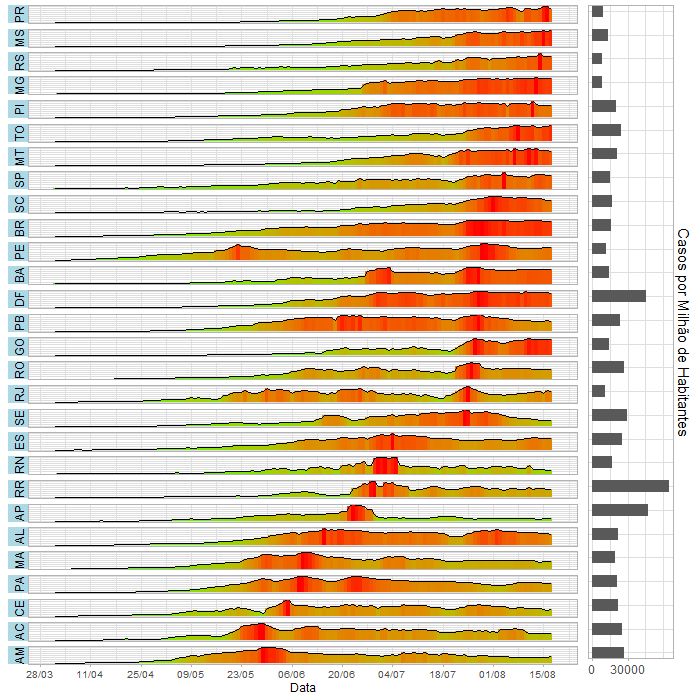 PR
MS
RS
MG
PI
TO
MT
SP
SC
BR
PE
BA
DF
PB
GO
RO
RJ
SE
ES
RN
RR
AP
AL
MA
PA
CE
AC
AM
28/03 11/04 25/04 09/05 23/05 06/06 20/06 04/07 18/07 01/08 15/08
Data
0 30000
Casos por Milhão de Habitantes